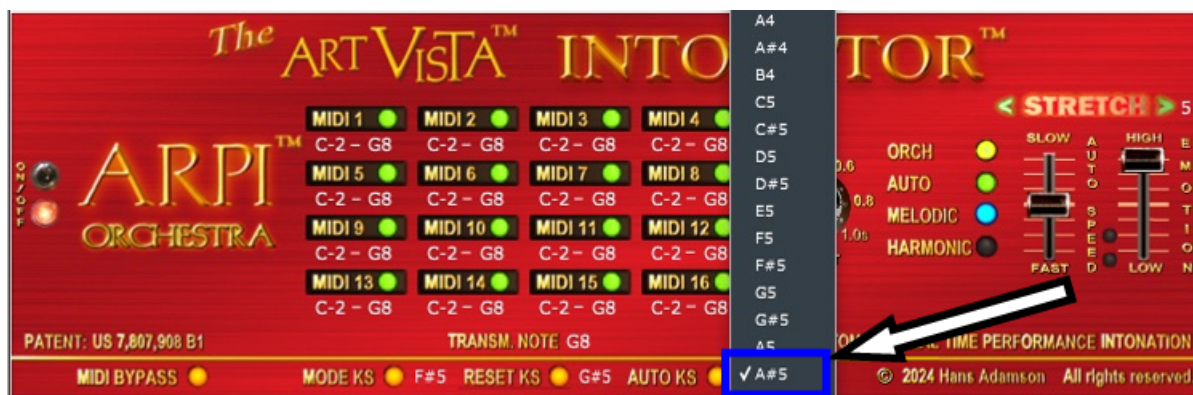 The ART VISTA™ INTO TOR™
ARPI™
ORCHESTRA
ON/OFF
MIDI 1 MIDI 2 MIDI 3 MIDI 4
C-2 – G8 C-2 – G8 C-2 – G8 C-2 – G8
MIDI 5 MIDI 6 MIDI 7 MIDI 8
C-2 – G8 C-2 – G8 C-2 – G8 C-2 – G8
MIDI 9 MIDI 10 MIDI 11 MIDI 12
C-2 – G8 C-2 – G8 C-2 – G8 C-2 – G8
MIDI 13 MIDI 14 MIDI 15 MIDI 16
C-2 – G8 C-2 – G8 C-2 – G8 C-2 – G8
A4
A#4
B4
C5
C#5
D5
D#5
E5
F5
F#5
G5
G#5
A5
✓ A#5
0.6
0.8
1.0s
ORCH
AUTO
MELODIC
HARMONIC
< STRETCH > 5
SLOW
FAST
AUTO SPEED
HIGH
LOW
EMOTION
PATENT: US 7,807,908 B1
TRANSM. NOTE G8
TIME PERFORMANCE INTONATION
MIDI BYPASS MODE KS F#5 RESET KS G#5 AUTO KS
© 2024 Hans Adamson All rights reserved